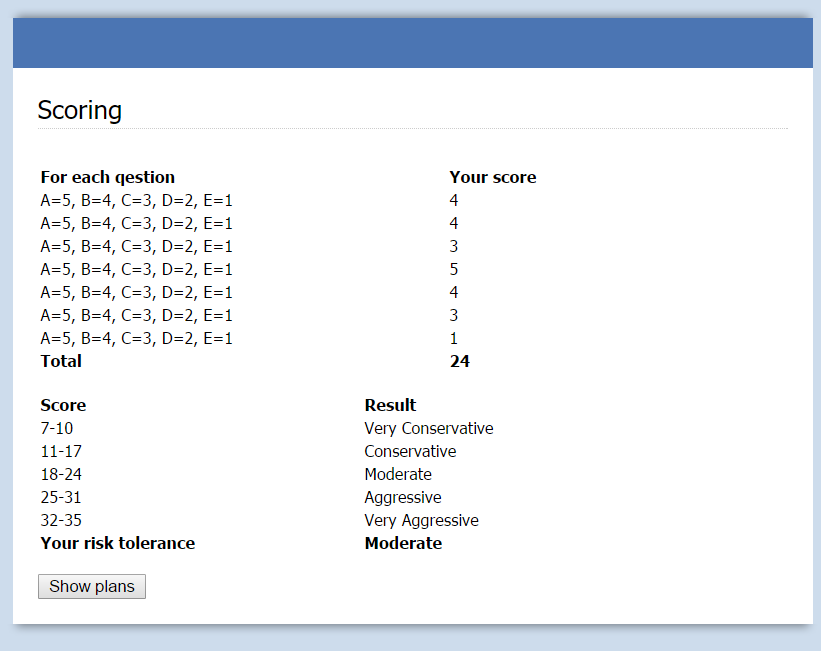 Scoring
For each qestion Your score
A=5, B=4, C=3, D=2, E=1 4
A=5, B=4, C=3, D=2, E=1 4
A=5, B=4, C=3, D=2, E=1 3
A=5, B=4, C=3, D=2, E=1 5
A=5, B=4, C=3, D=2, E=1 4
A=5, B=4, C=3, D=2, E=1 3
A=5, B=4, C=3, D=2, E=1 1
Total 24
Score Result
7-10 Very Conservative
11-17 Conservative
18-24 Moderate
25-31 Aggressive
32-35 Very Aggressive
Your risk tolerance Moderate
Show plans